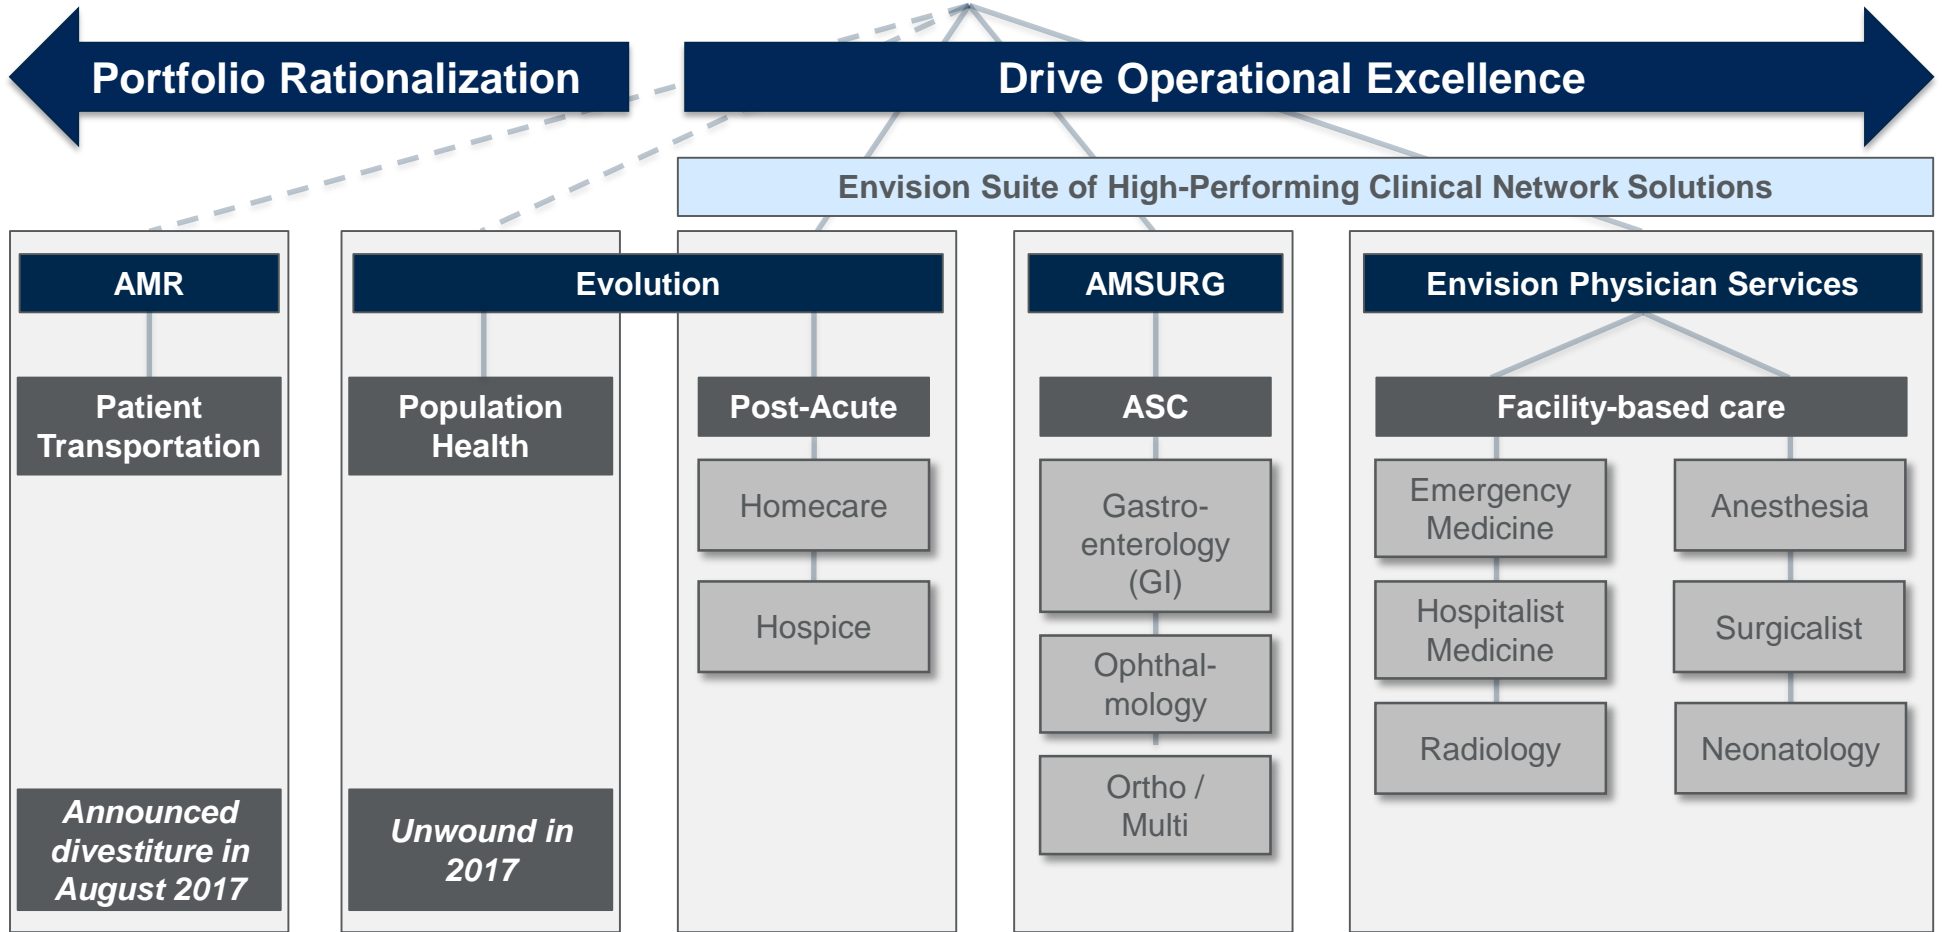 Portfolio Rationalization
Drive Operational Excellence
Envision Suite of High-Performing Clinical Network Solutions
AMR
Evolution
AMSURG
Envision Physician Services
Patient
Transportation
Population
Health
Post-Acute
ASC
Facility-based care
Homecare
Hospice
Gastro-
enterology
(GI)
Ophthal-
mology
Ortho /
Multi
Emergency
Medicine
Hospitalist
Medicine
Radiology
Anesthesia
Surgicalist
Neonatology
Announced
divestiture in
August 2017
Unwound in
2017